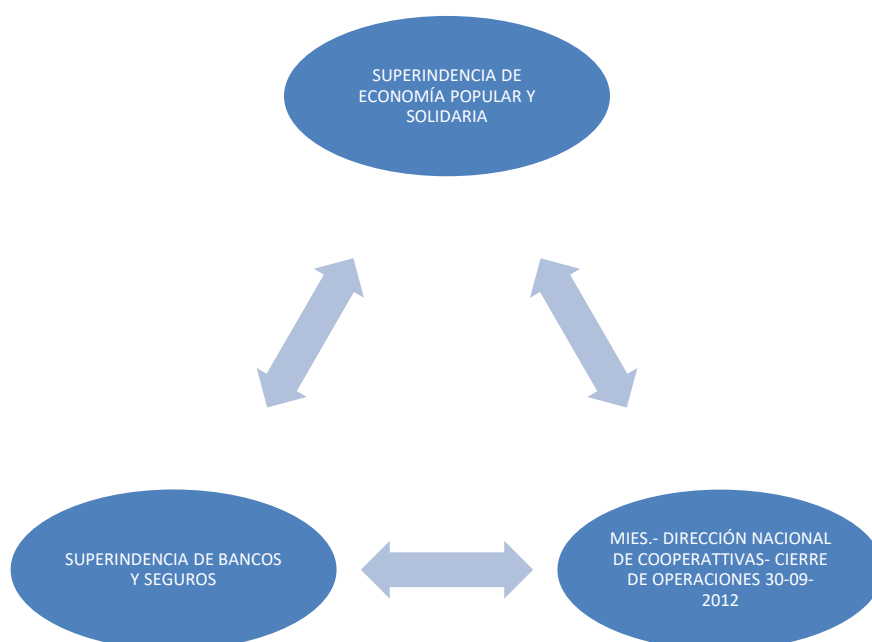 SUPERINDENCIA DE
ECONOMÍA POPULAR Y
SOLIDARIA
SUPERINDENCIA DE BANCOS
Y SEGUROS
MIES.- DIRECCIÓN NACIONAL
DE COOPERATTIVAS- CIERRE
DE OPERACIONES 30-09-
2012